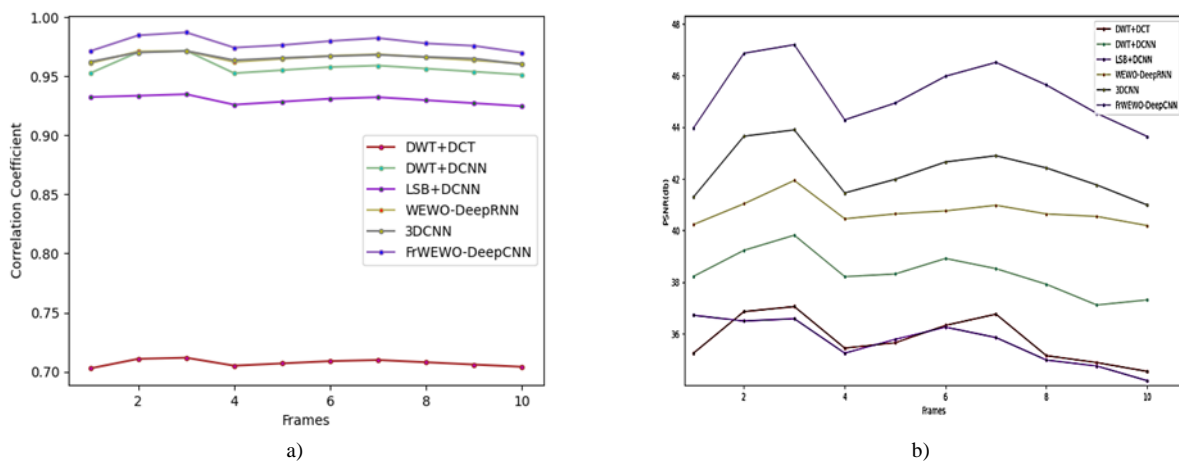 1.00
0.95
0.90
0.85
0.80
0.75
0.70
Correlation Coefficient
DWT+DCT
DWT+DCNN
LSB+DCNN
WEWO-DeepRNN
3DCNN
FrWEWO-DeepCNN
2 4 6 8 10
Frames
a)
48
46
44
42
40
38
36
PSNR(db)
DWT+DCT
DWT+DCNN
LSB+DCNN
WEWO-DeepRNN
3DCNN
FrWEWO-DeepCNN
2 4 6 8 10
Frames
b)